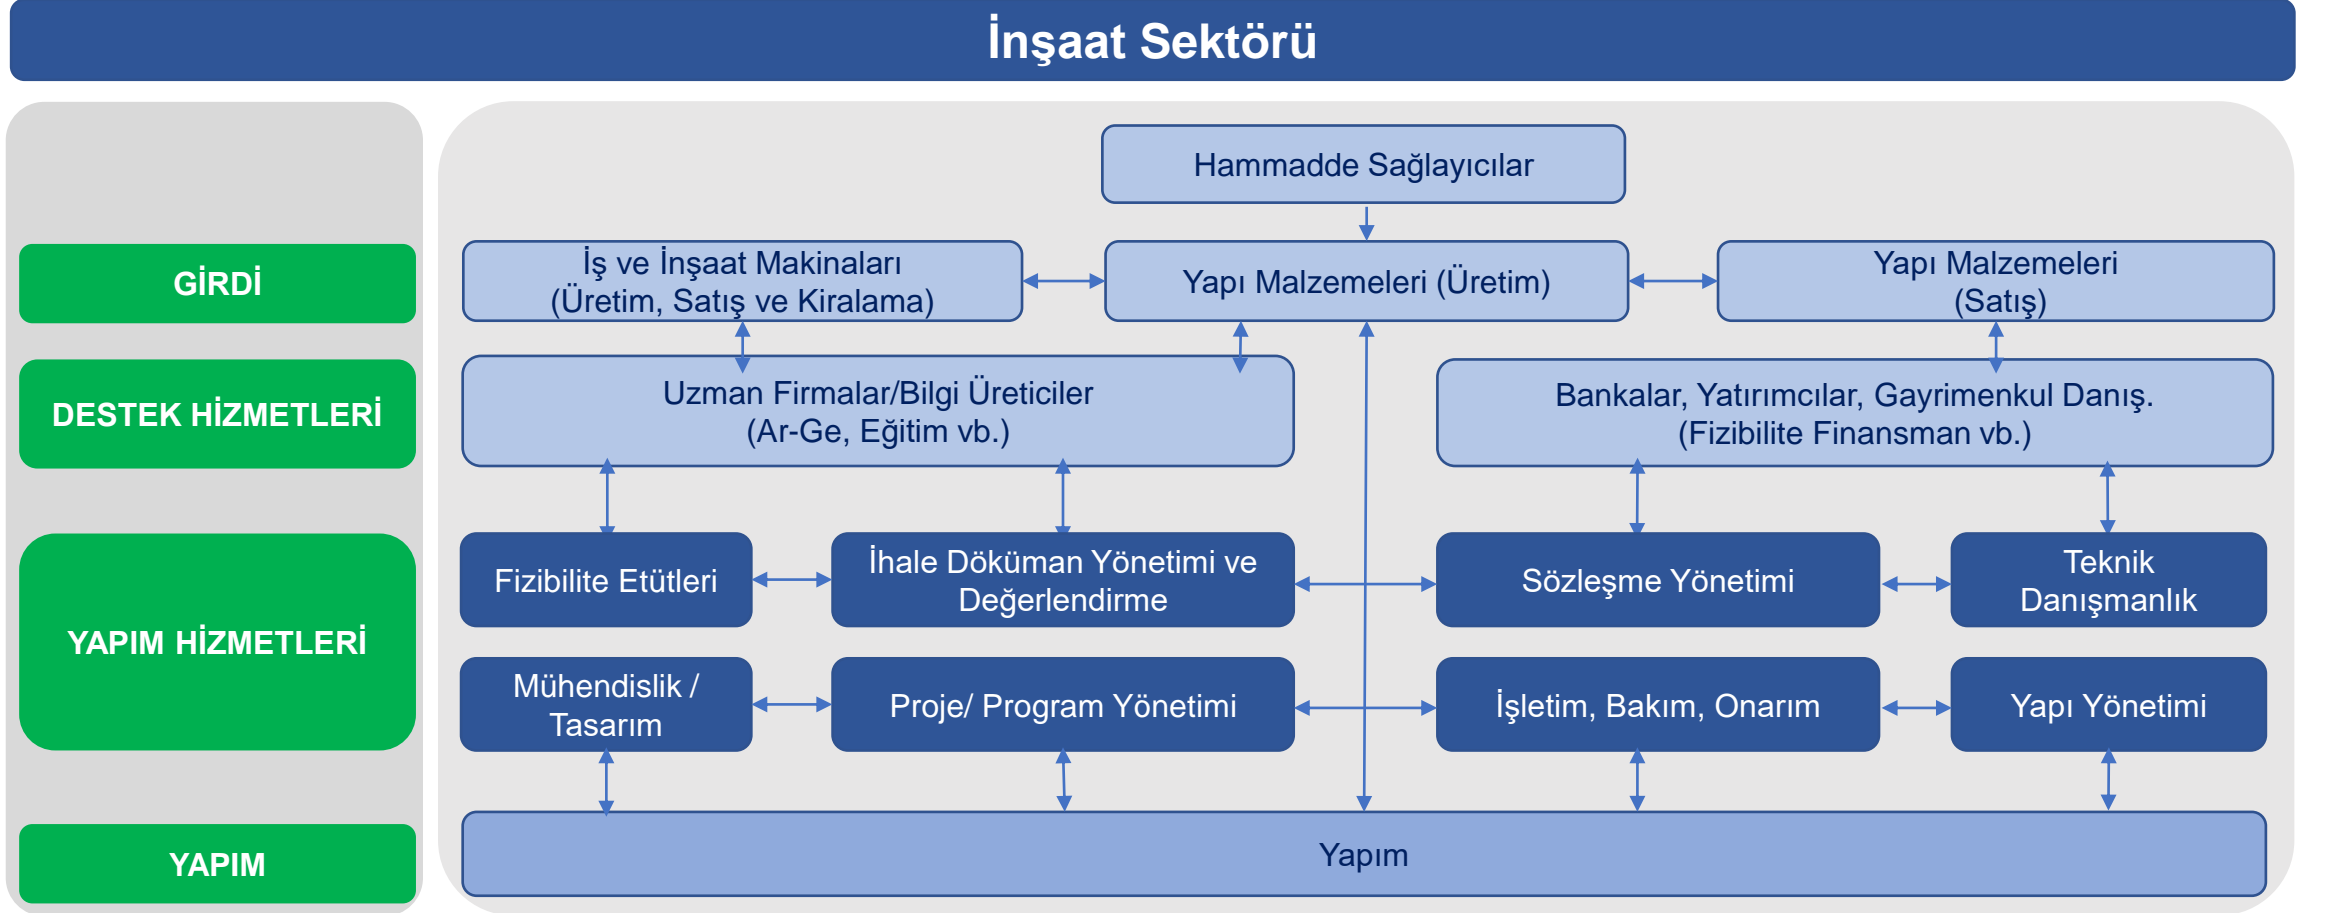 İnşaat Sektörü
Hammadde Sağlayıcılar
GİRDİ
İş ve İnşaat Makinaları
(Üretim, Satış ve Kiralama)
Yapı Malzemeleri (Üretim)
Yapı Malzemeleri
(Satış)
DESTEK HİZMETLERİ
Uzman Firmalar/Bilgi Üreticiler
(Ar-Ge, Eğitim vb.)
Bankalar, Yatırımcılar, Gayrimenkul Danış.
(Fizibilite Finansman vb.)
YAPIM HİZMETLERİ
Fizibilite Etütleri
İhale Döküman Yönetimi ve
Değerlendirme
Sözleşme Yönetimi
Teknik
Danışmanlık
Mühendislik /
Tasarım
Proje/ Program Yönetimi
İşletim, Bakım, Onarım
Yapı Yönetimi
YAPIM
Yapım